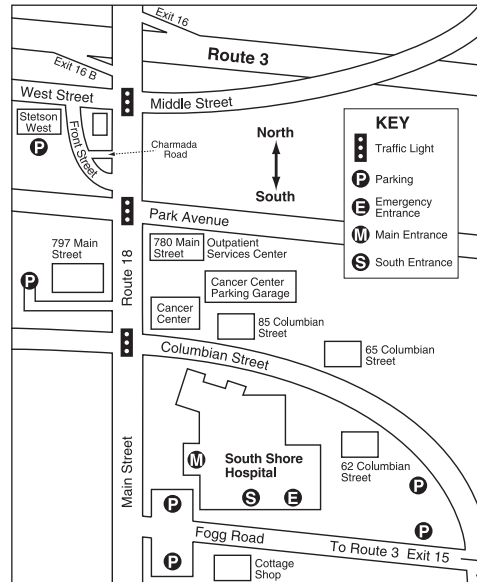 Exit 16
Route 3
Exit 16 B
West Street
Middle Street
Stetson
West
P
Front Street
Charmada
Road
North
South
KEY
Traffic Light
P Parking
E Emergency
Entrance
M Main Entrance
S South Entrance
Park Avenue
797 Main
Street
P
Route 18
780 Main
Street
Outpatient
Services Center
Cancer Center
Parking Garage
Cancer
Center
85 Columbian
Street
65 Columbian
Street
Columbian Street
Main Street
M
South Shore
Hospital
S
E
62 Columbian
Street
P
P
P
Fogg Road
To Route 3 Exit 15
P
Cottage
Shop